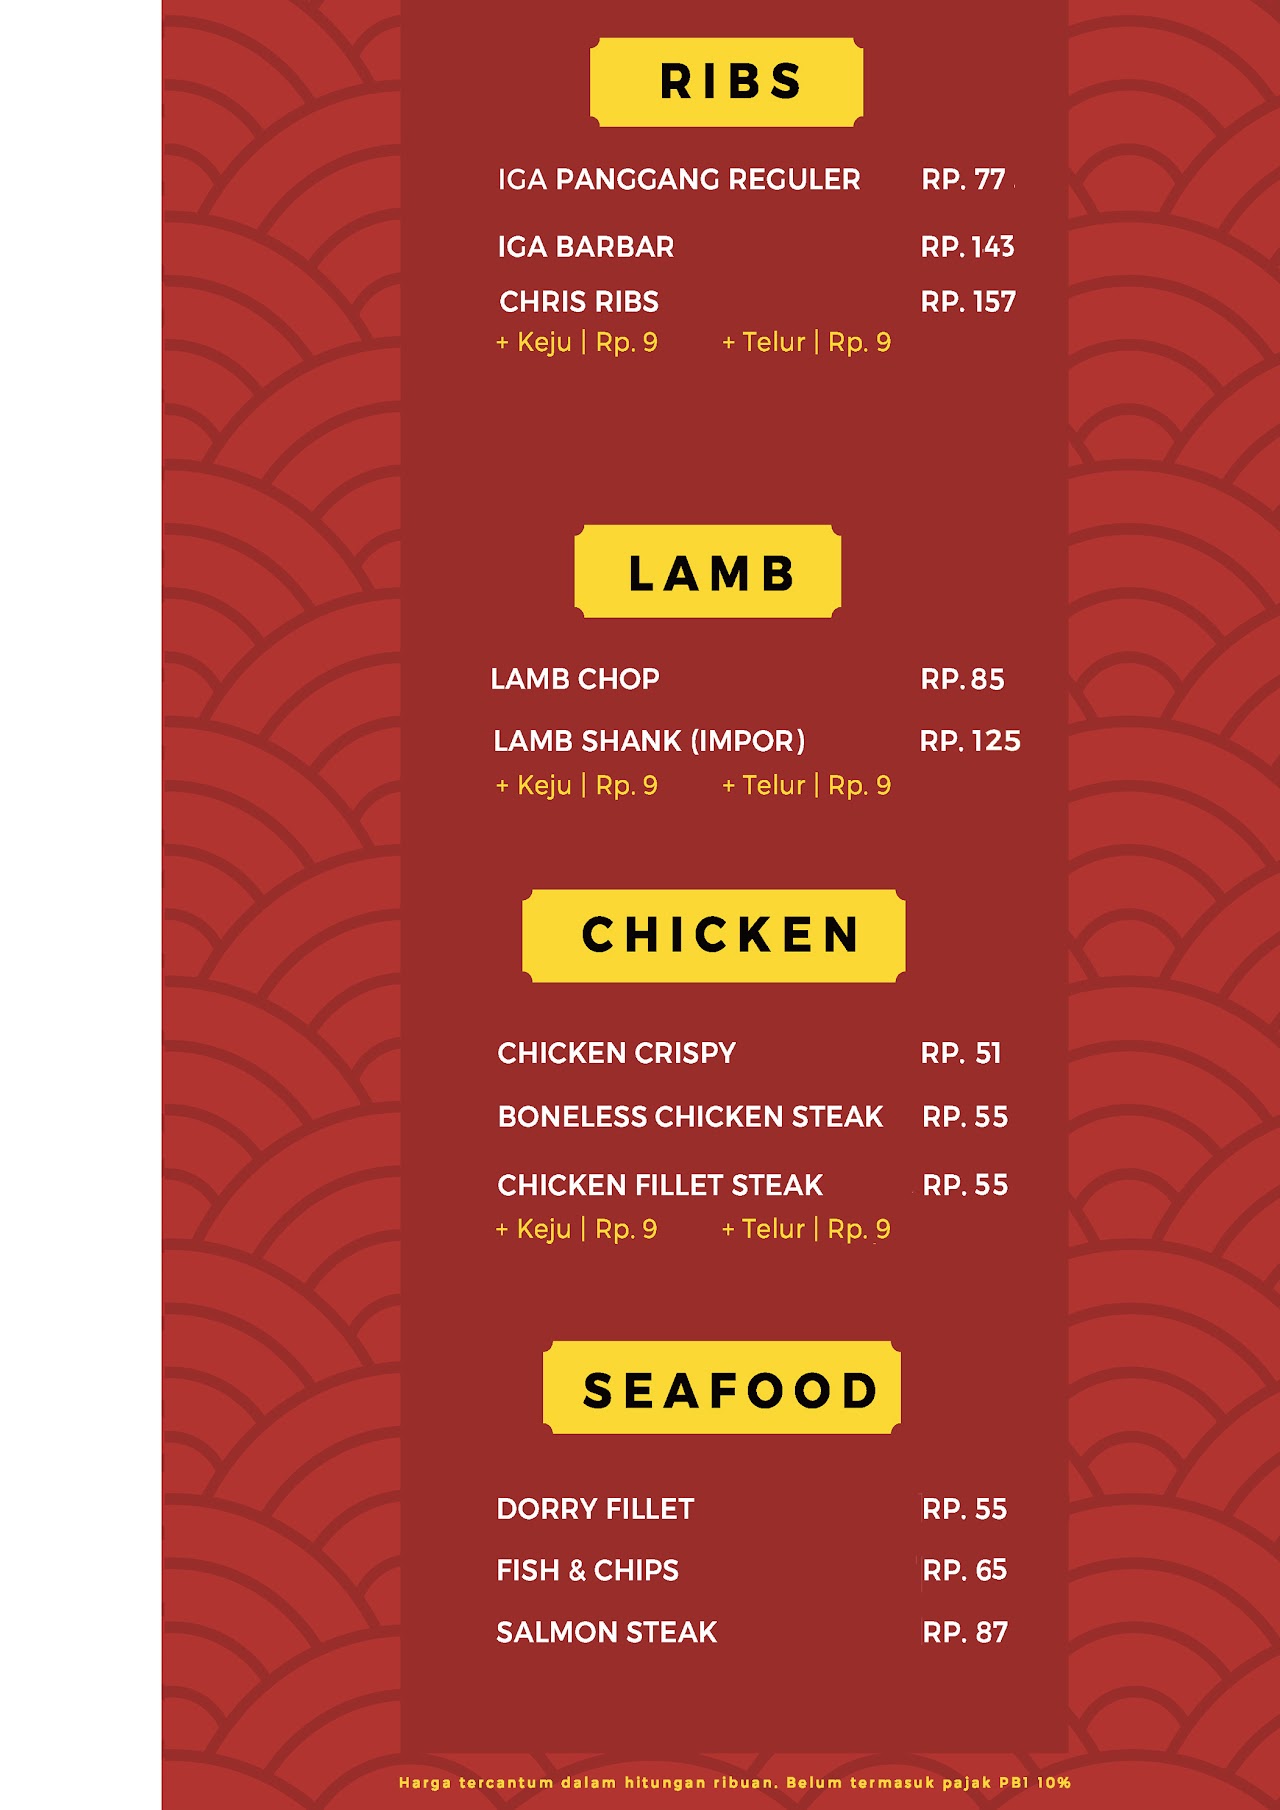 RIBS
IGA PANGGANG REGULER RP. 77
IGA BARBAR RP. 143
CHRIS RIBS RP. 157
+ Keju | Rp. 9 + Telur | Rp. 9
LAMB
LAMB CHOP RP. 85
LAMB SHANK (IMPOR) RP. 125
+ Keju | Rp. 9 + Telur | Rp. 9
CHICKEN
CHICKEN CRISPY RP. 51
BONELESS CHICKEN STEAK RP. 55
CHICKEN FILLET STEAK RP. 55
+ Keju | Rp. 9 + Telur | Rp. 9
SEAFOOD
DORRY FILLET RP. 55
FISH & CHIPS RP. 65
SALMON STEAK RP. 87
Harga tercantum dalam hitungan ribuan. Belum termasuk pajak PB1 10%